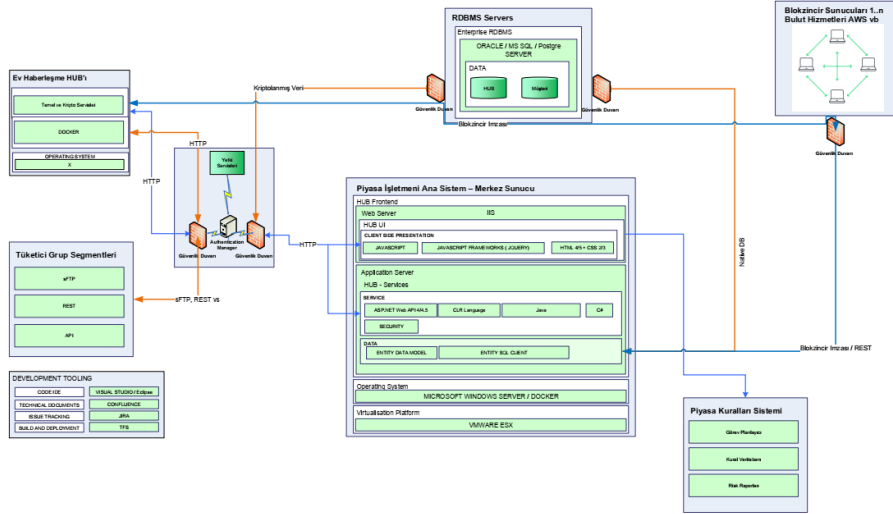 RDBMS Servers
Enterprise RDBMS
ORACLE / MS SQL / Postgre
SERVER
DATA
HUB
Müşteri
Güvenlik Duvarı
Güvenlik Duvarı
Blokzincir Sunucuları 1..n
Bulut Hizmetleri AWS vb
Güvenlik Duvarı
Kriptolanmış Veri
Blokzincir İmzası
Ev Haberleşme HUB'ı
Temel ve Kripto Servisleri
DOCKER
OPERATING SYSTEM
X
HTTP
HTTP
Yetki
Servisleri
Authentication
Manager
Güvenlik Duvarı
Güvenlik Duvarı
HTTP
Tüketici Grup Segmentleri
sFTP
REST
API
sFTP, REST vs
Piyasa İşletmeni Ana Sistem – Merkez Sunucu
HUB Frontend
Web Server
IIS
HUB UI
CLIENT SIDE PRESENTATION
JAVASCRIPT
JAVASCRIPT FRAMEWORKS ( JQUERY)
HTML 4/5 + CSS 2/3
Application Server
HUB - Services
SERVICE
ASP.NET Web API 4/4.5
CLR Language
Java
C#
SECURITY
DATA
ENTITY DATA MODEL
ENTITY SQL CLIENT
Operating System
MICROSOFT WINDOWS SERVER / DOCKER
Virtualisation Platform
VMWARE ESX
Native DB
Blokzincir İmzası / REST
Piyasa Kuralları Sistemi
Görev Planlayıcı
Kural Veritabanı
Risk Raporları
DEVELOPMENT TOOLING
CODE IDE
VISUAL STUDIO / Eclipse
TECHNICAL DOCUMENTS
CONFLUENCE
ISSUE TRACKING
JIRA
BUILD AND DEPLOYMENT
TFS